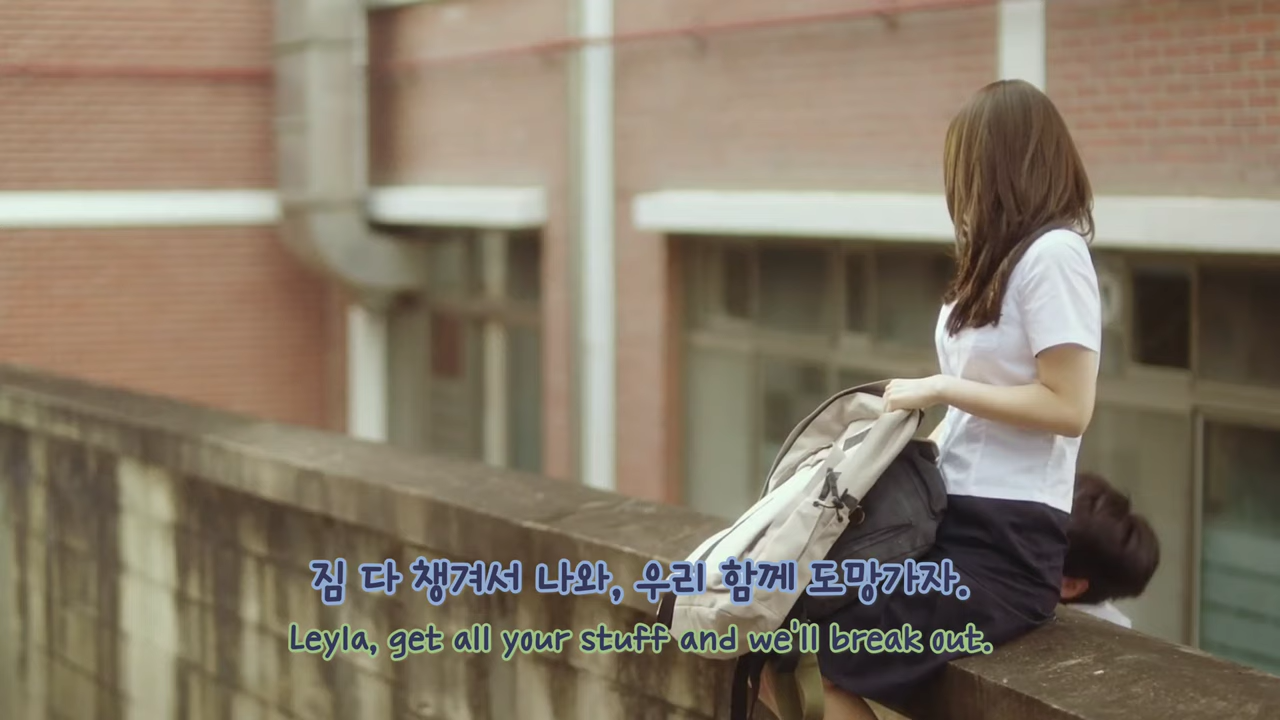 짐 다 챙겨서 나와, 우리 함께 도망가자.
Leyla, get all your stuff and we'll break out.